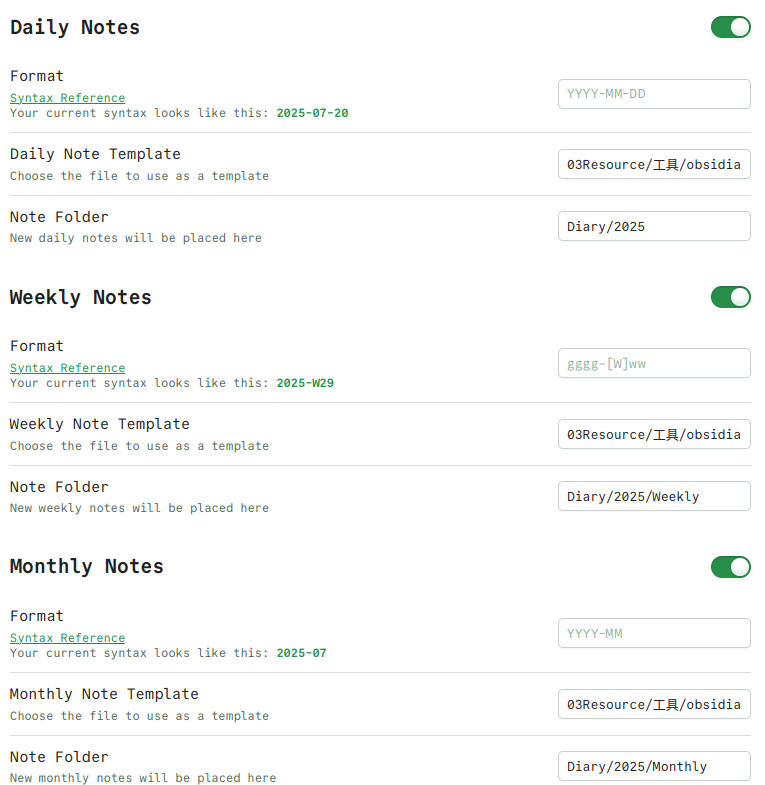 Daily Notes
Format
Syntax Reference
YYYY-MM-DD
Your current syntax looks like this: 2025-07-20
Daily Note Template
03Resource/工具/obsidia
Choose the file to use as a template
Note Folder
Diary/2025
New daily notes will be placed here
Weekly Notes
Format
Syntax Reference
gggg-[W]ww
Your current syntax looks like this: 2025-W29
Weekly Note Template
03Resource/工具/obsidia
Choose the file to use as a template
Note Folder
Diary/2025/Weekly
New weekly notes will be placed here
Monthly Notes
Format
Syntax Reference
YYYY-MM
Your current syntax looks like this: 2025-07
Monthly Note Template
03Resource/工具/obsidia
Choose the file to use as a template
Note Folder
Diary/2025/Monthly
New monthly notes will be placed here